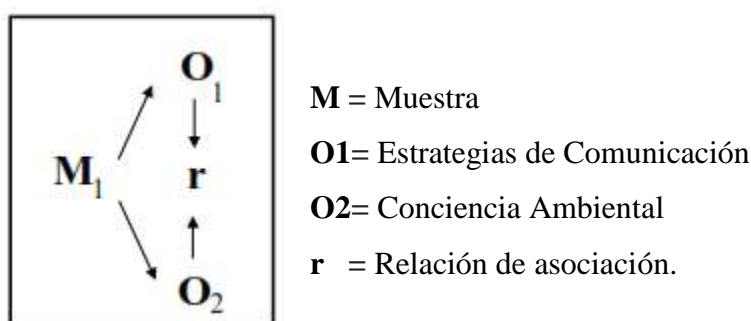 O₁
M₁ r
O₂
M = Muestra
O1= Estrategias de Comunicación
O2= Conciencia Ambiental
r = Relación de asociación.